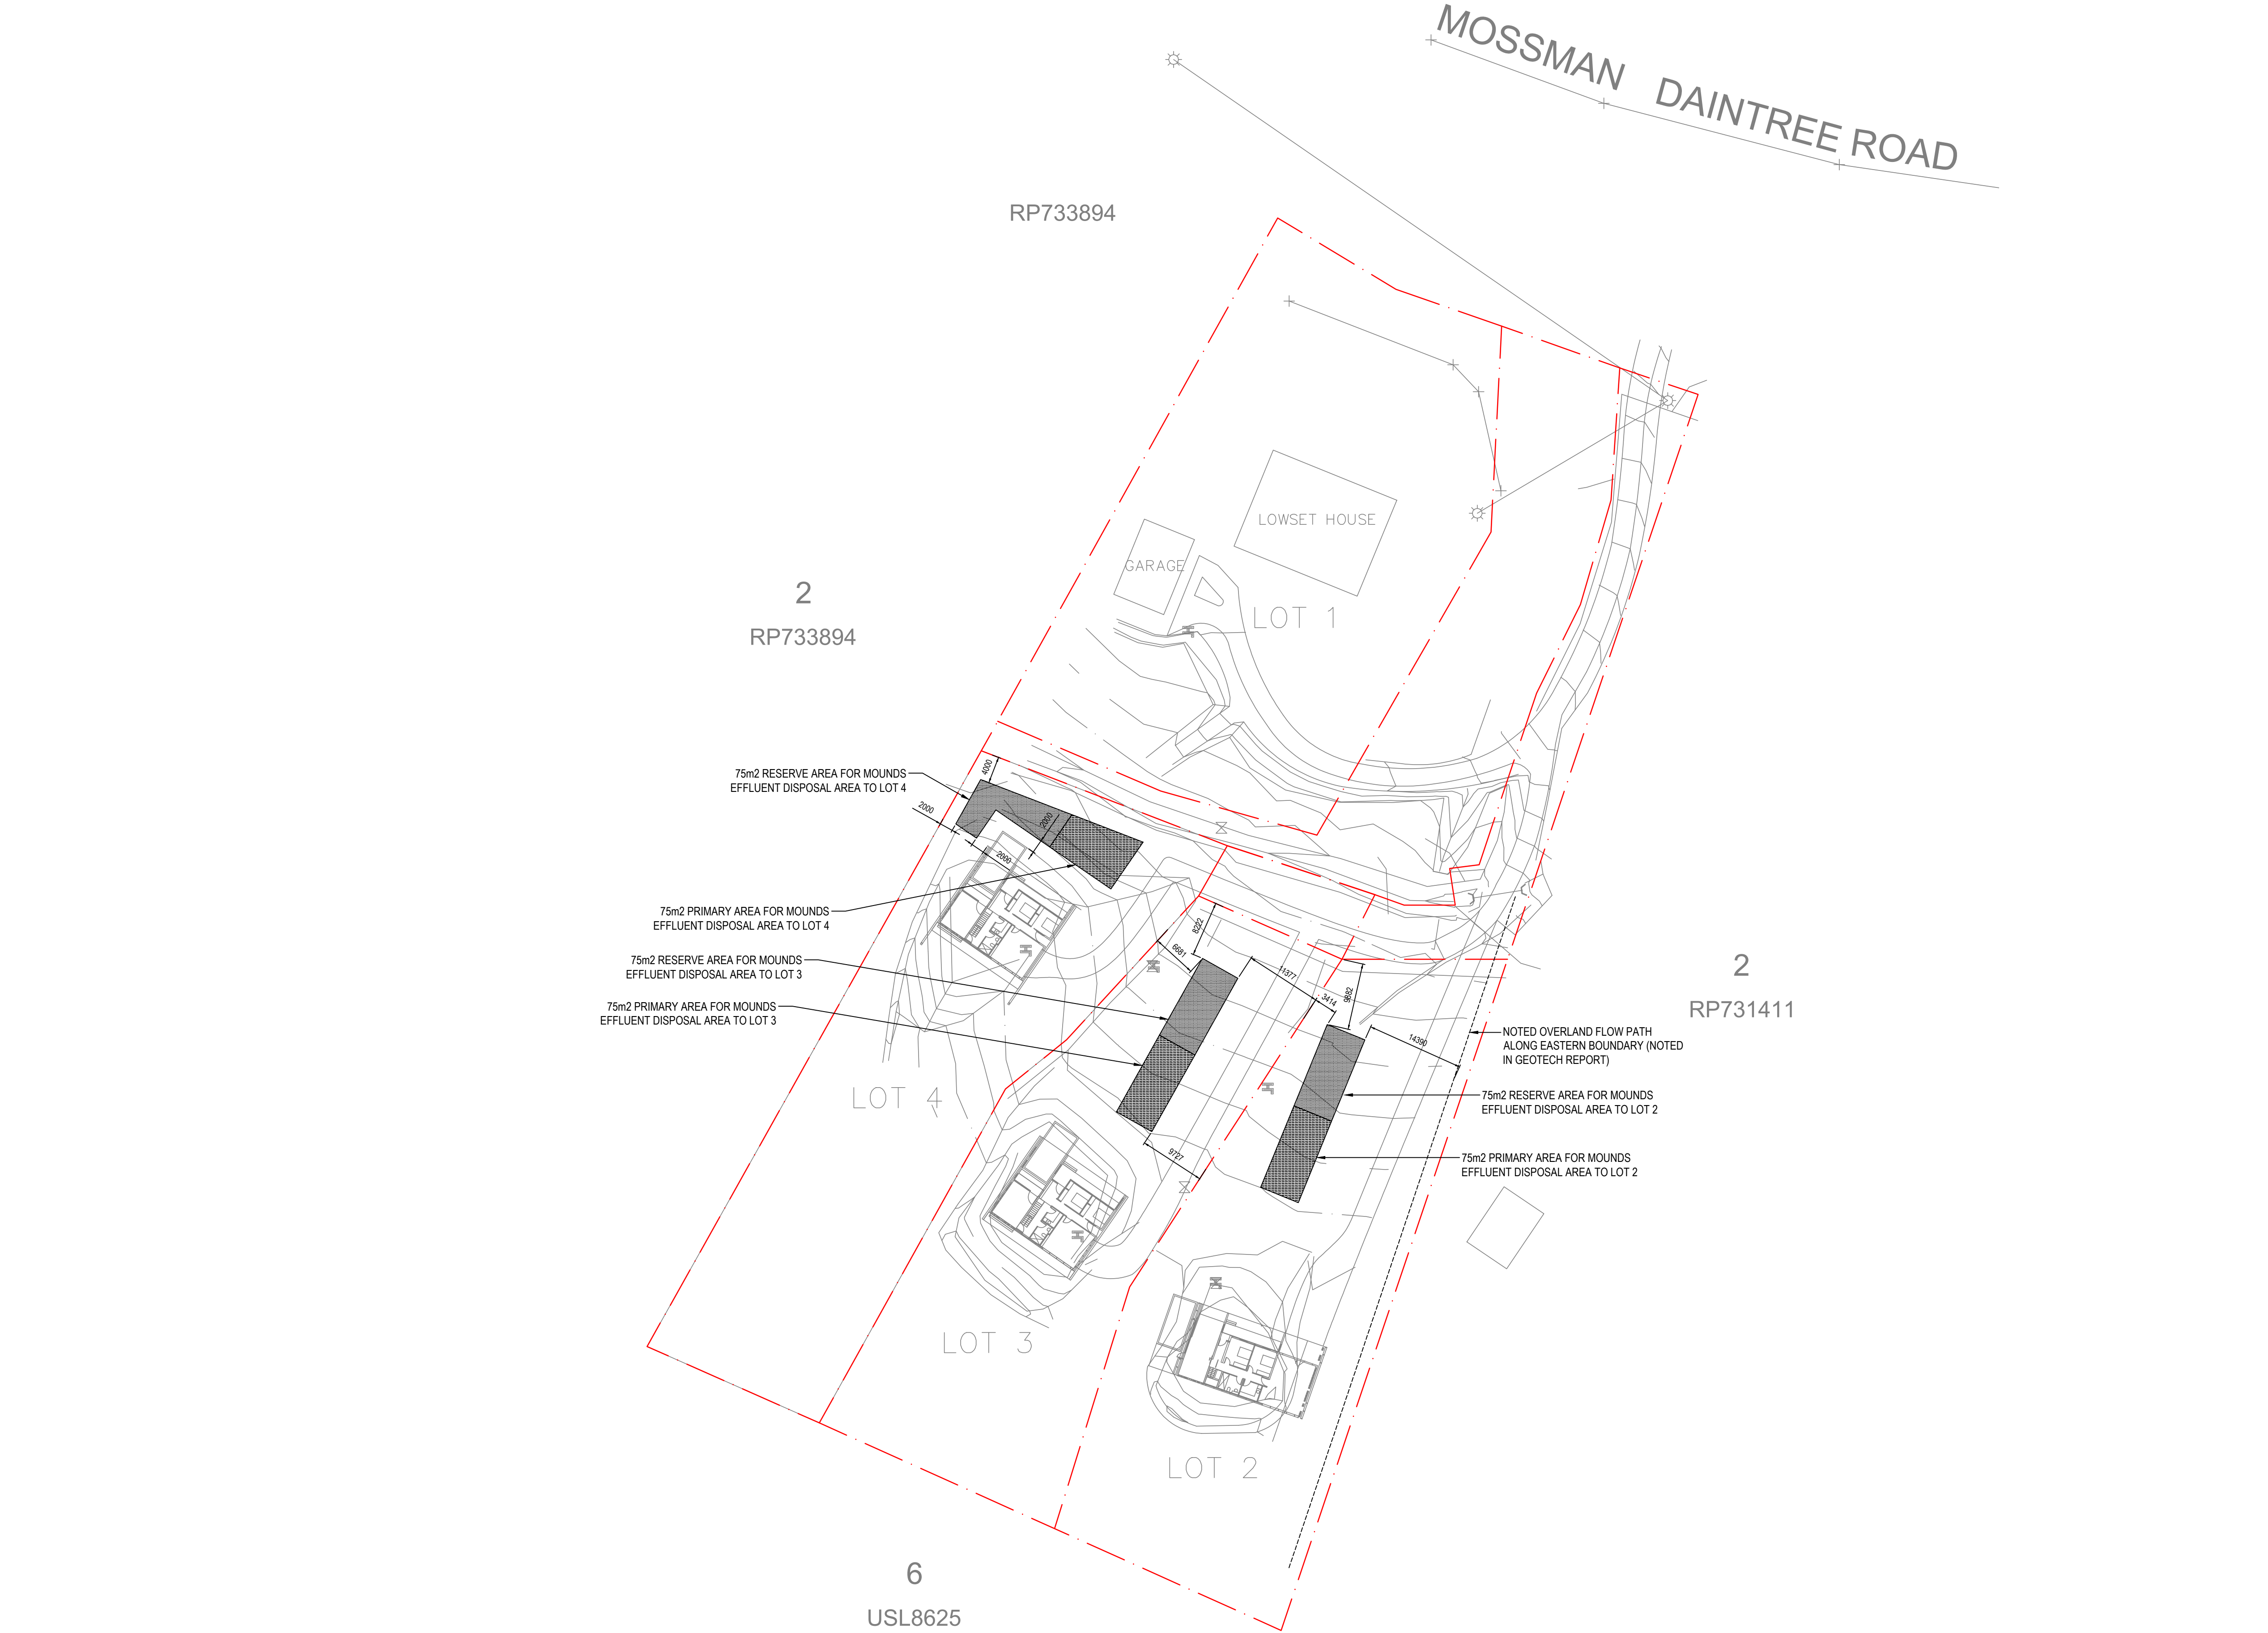 MOSSMAN DAINTREE ROAD
RP733894
LOWSET HOUSE
GARAGE
LOT 1
2
RP733894
75m2 RESERVE AREA FOR MOUNDS
EFFLUENT DISPOSAL AREA TO LOT 4
4000
2000
2000
2000
75m2 PRIMARY AREA FOR MOUNDS
EFFLUENT DISPOSAL AREA TO LOT 4
75m2 RESERVE AREA FOR MOUNDS
EFFLUENT DISPOSAL AREA TO LOT 3
75m2 PRIMARY AREA FOR MOUNDS
EFFLUENT DISPOSAL AREA TO LOT 3
8222
6681
11377
3414
9682
14390
9727
2
RP731411
NOTED OVERLAND FLOW PATH
ALONG EASTERN BOUNDARY (NOTED
IN GEOTECH REPORT)
75m2 RESERVE AREA FOR MOUNDS
EFFLUENT DISPOSAL AREA TO LOT 2
75m2 PRIMARY AREA FOR MOUNDS
EFFLUENT DISPOSAL AREA TO LOT 2
LOT 4
LOT 3
LOT 2
6
USL8625